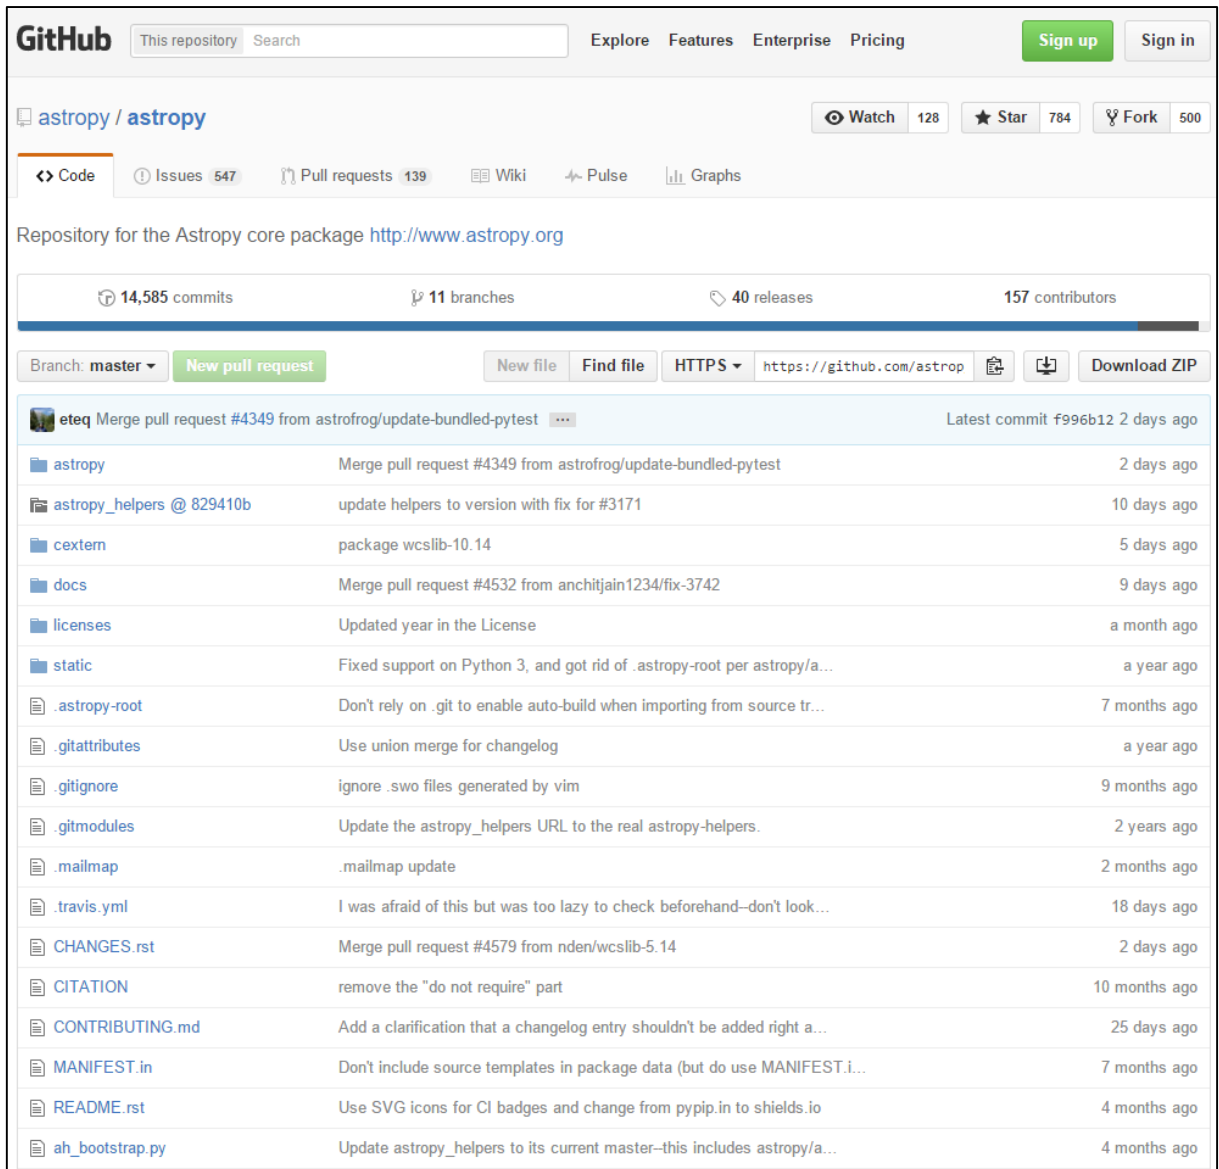 GitHub This repository Search Explore Features Enterprise Pricing Sign up Sign in
astropy / astropy Watch 128 Star 784 Fork 500
Code Issues 547 Pull requests 139 Wiki Pulse Graphs
Repository for the Astropy core package http://www.astropy.org
14,585 commits 11 branches 40 releases 157 contributors
Branch: master New pull request New file Find file HTTPS https://github.com/astrop Download ZIP
eteq Merge pull request #4349 from astrofrog/update-bundled-pytest ... Latest commit f996b12 2 days ago
astropy Merge pull request #4349 from astrofrog/update-bundled-pytest 2 days ago
astropy_helpers @ 829410b update helpers to version with fix for #3171 10 days ago
cextern package wcslib-10.14 5 days ago
docs Merge pull request #4532 from anchitjain1234/fix-3742 9 days ago
licenses Updated year in the License a month ago
static Fixed support on Python 3, and got rid of .astropy-root per astropy/a... a year ago
.astropy-root Don't rely on .git to enable auto-build when importing from source tr... 7 months ago
.gitattributes Use union merge for changelog a year ago
.gitignore ignore .swo files generated by vim 9 months ago
.gitmodules Update the astropy_helpers URL to the real astropy-helpers. 2 years ago
.mailmap .mailmap update 2 months ago
.travis.yml I was afraid of this but was too lazy to check beforehand--don't look... 18 days ago
CHANGES.rst Merge pull request #4579 from nden/wcslib-5.14 2 days ago
CITATION remove the "do not require" part 10 months ago
CONTRIBUTING.md Add a clarification that a changelog entry shouldn't be added right a... 25 days ago
MANIFEST.in Don't include source templates in package data (but do use MANIFEST.i... 7 months ago
README.rst Use SVG icons for CI badges and change from pypip.in to shields.io 4 months ago
ah_bootstrap.py Update astropy_helpers to its current master--this includes astropy/a... 4 months ago